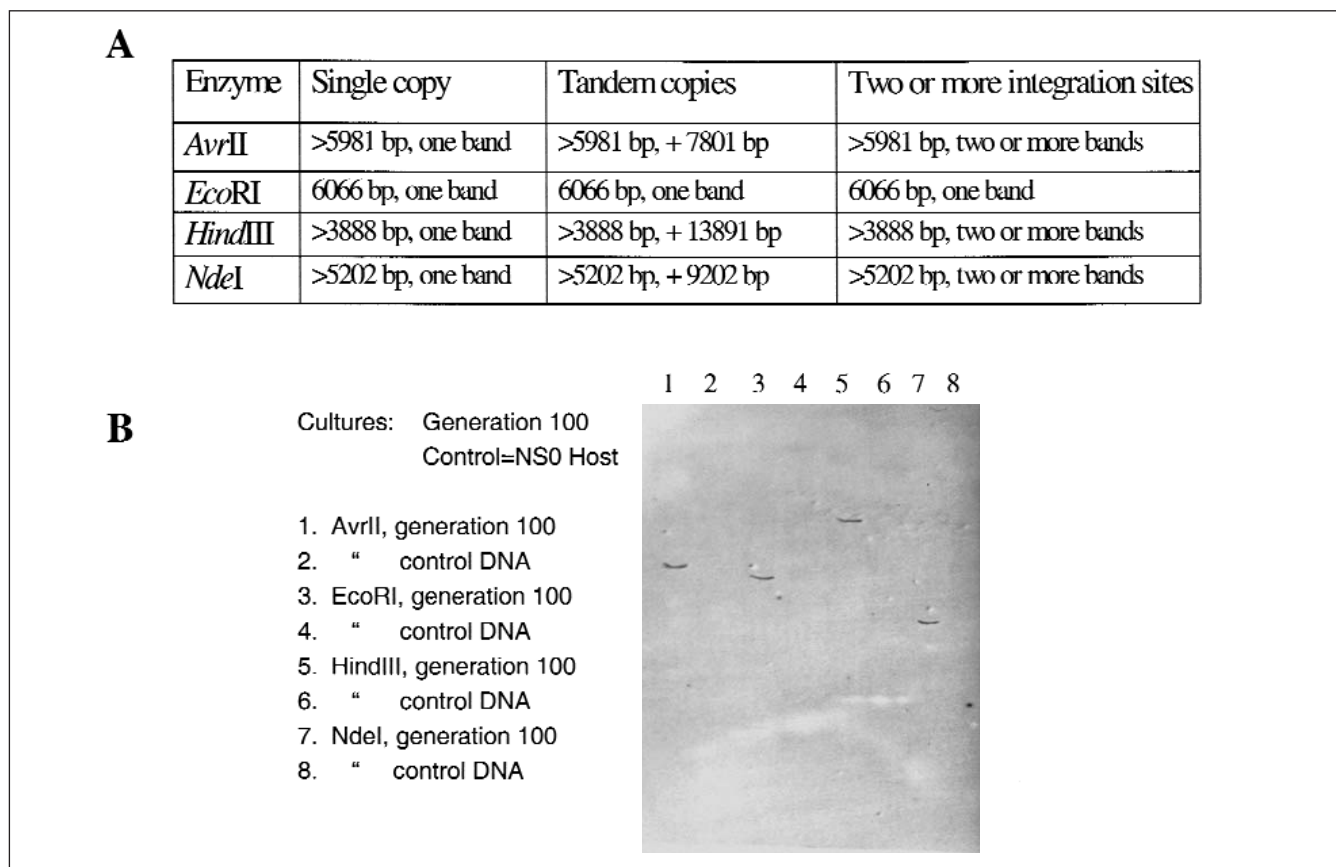 A
Enzyme Single copy Tandem copies Two or more integration sites
AvrII >5981 bp, one band >5981 bp, + 7801 bp >5981 bp, two or more bands
EcoRI 6066 bp, one band 6066 bp, one band 6066 bp, one band
HindIII >3888 bp, one band >3888 bp, + 13891 bp >3888 bp, two or more bands
NdeI >5202 bp, one band >5202 bp, + 9202 bp >5202 bp, two or more bands
1 2 3 4 5 6 7 8
B
Cultures: Generation 100
Control=NS0 Host
1. AvrII, generation 100
2. “ control DNA
3. EcoRI, generation 100
4. “ control DNA
5. HindIII, generation 100
6. “ control DNA
7. NdeI, generation 100
8. “ control DNA